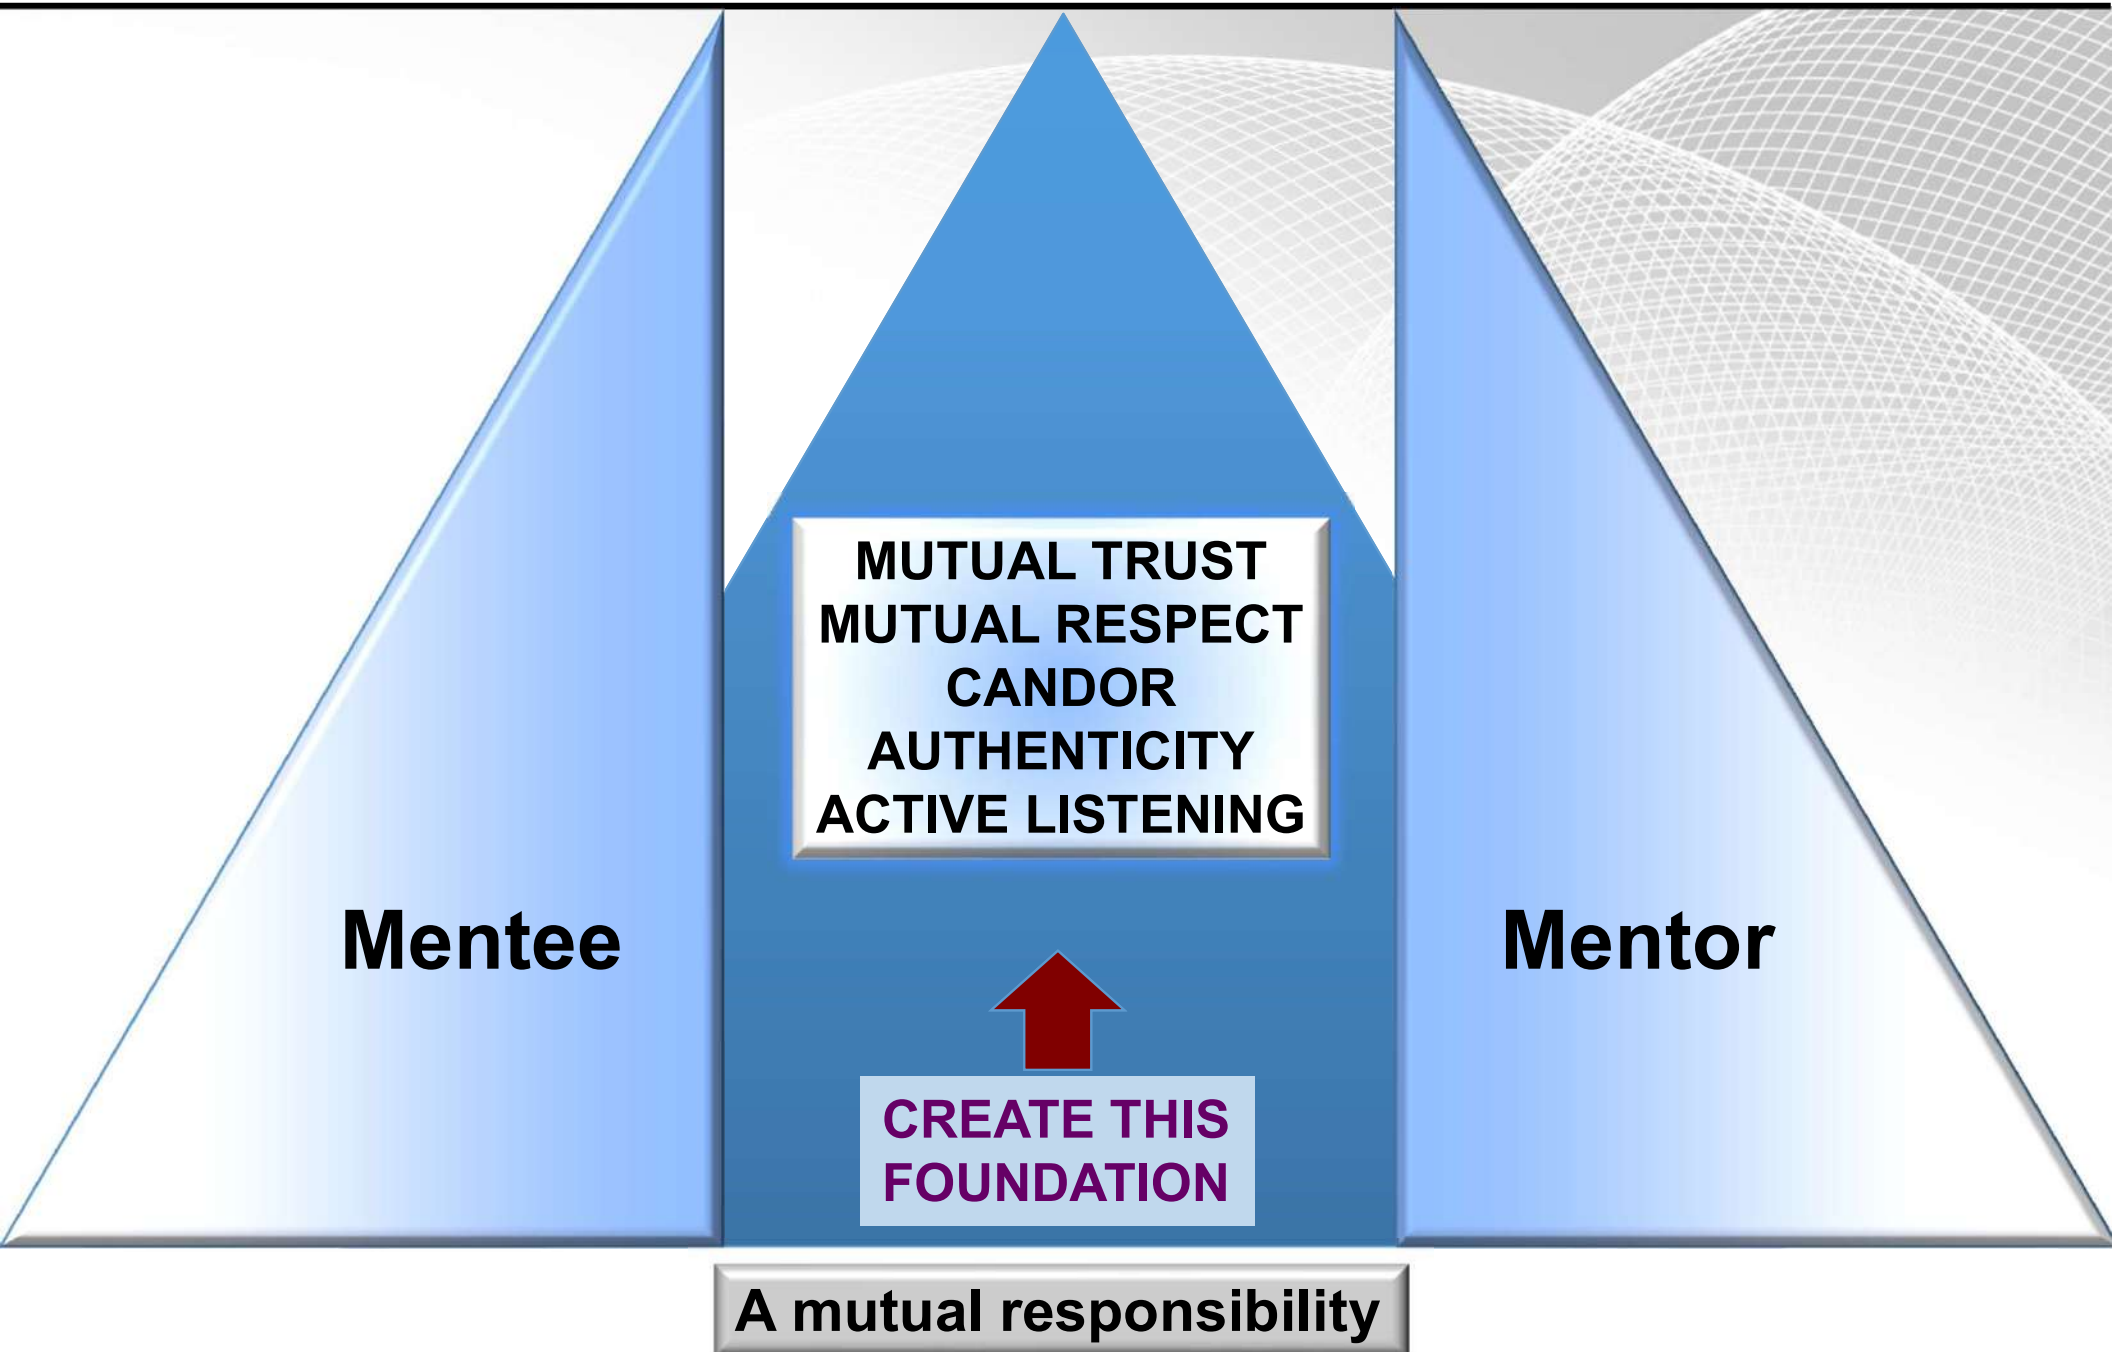 MUTUAL TRUST
MUTUAL RESPECT
CANDOR
AUTHENTICITY
ACTIVE LISTENING
Mentee
Mentor
CREATE THIS
FOUNDATION
A mutual responsibility